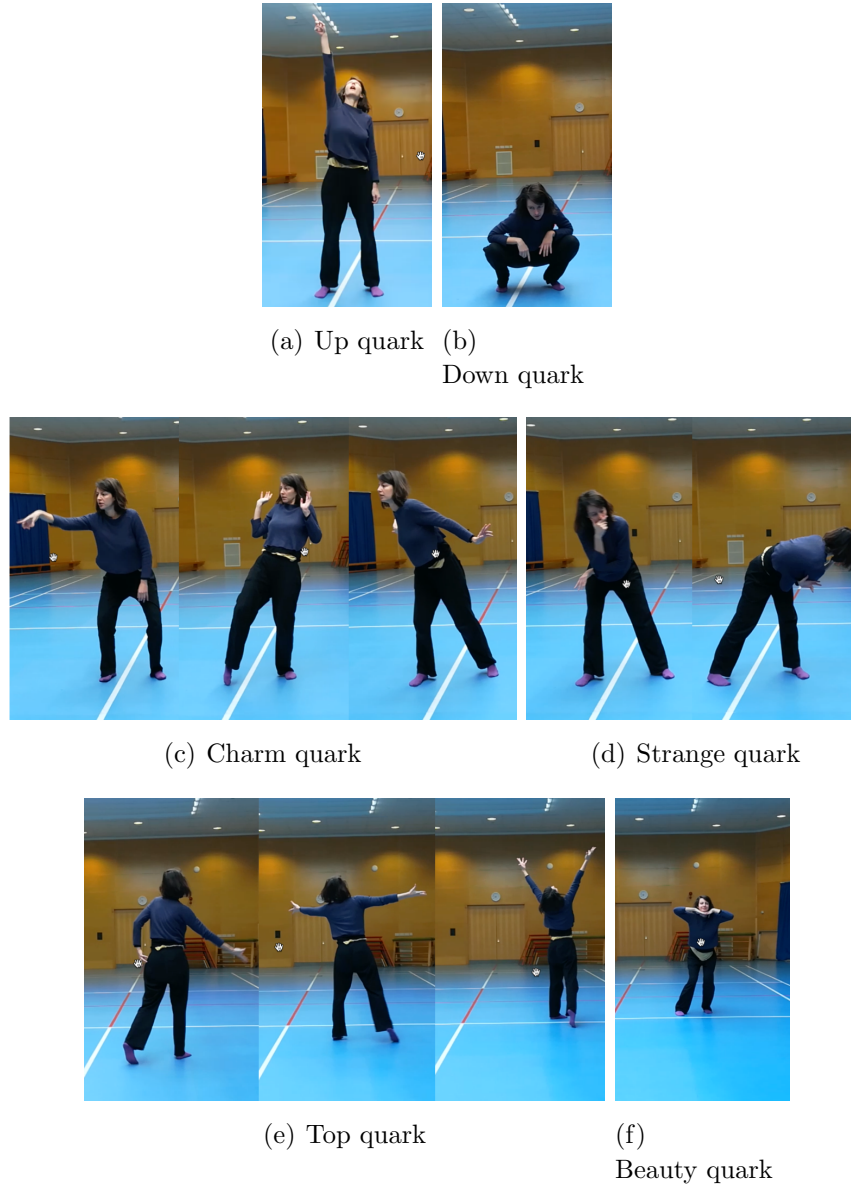 (a) Up quark
(b)
Down quark
(c) Charm quark
(d) Strange quark
(e) Top quark
(f)
Beauty quark